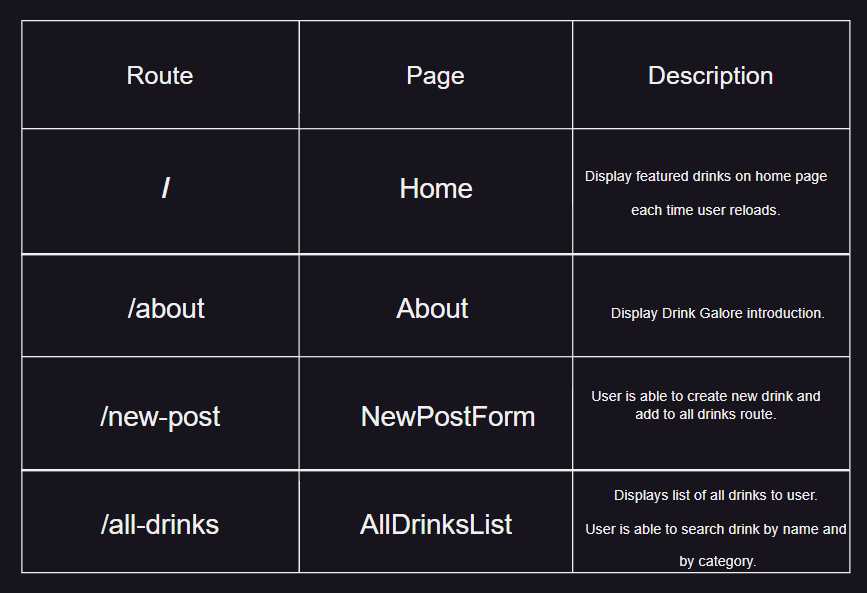 Route
Page
Description
/
Home
Display featured drinks on home page
each time user reloads.
/about
About
Display Drink Galore introduction.
/new-post
NewPostForm
User is able to create new drink and
add to all drinks route.
/all-drinks
AllDrinksList
Displays list of all drinks to user.
User is able to search drink by name and
by category.